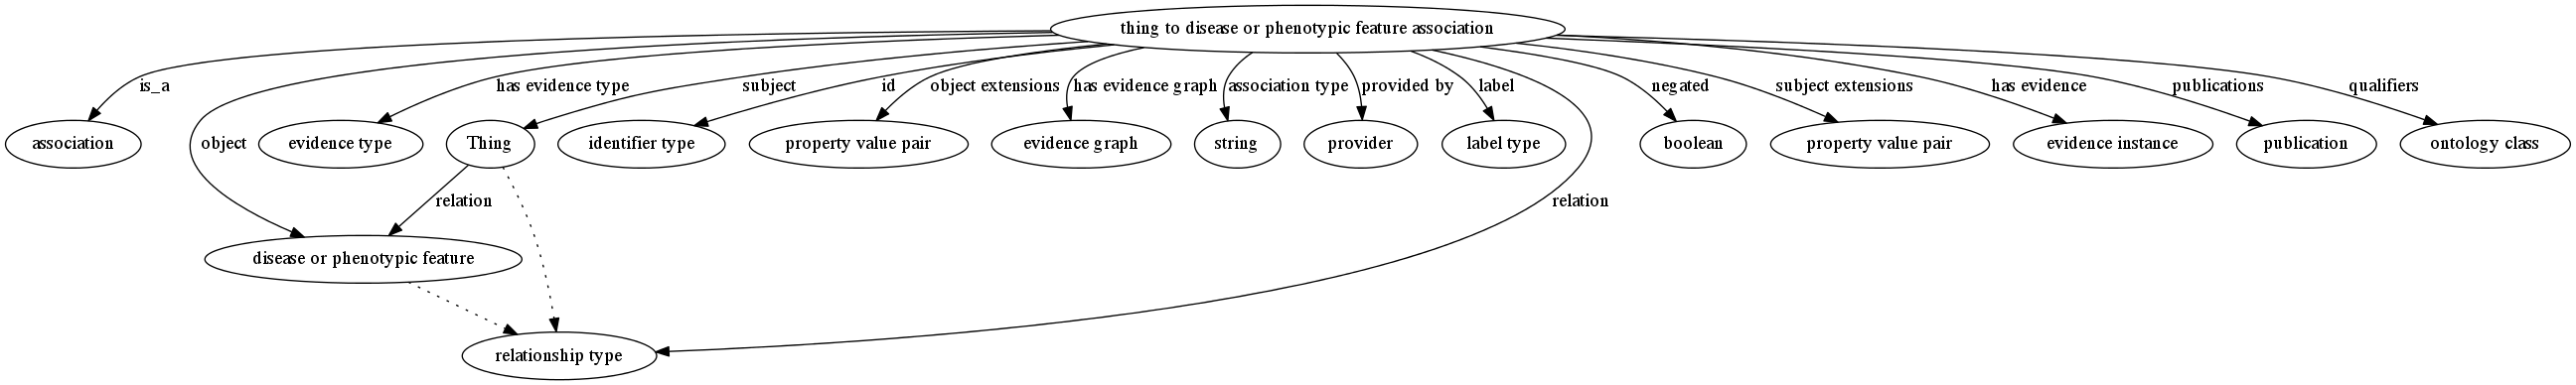 thing to disease or phenotypic feature association
is_a
has evidence type
subject
id
object extensions
has evidence graph
association type
provided by
label
negated
subject extensions
has evidence
publications
qualifiers
association
object
evidence type
Thing
identifier type
property value pair
evidence graph
string
provider
label type
boolean
property value pair
evidence instance
publication
ontology class
relation
relation
disease or phenotypic feature
relationship type